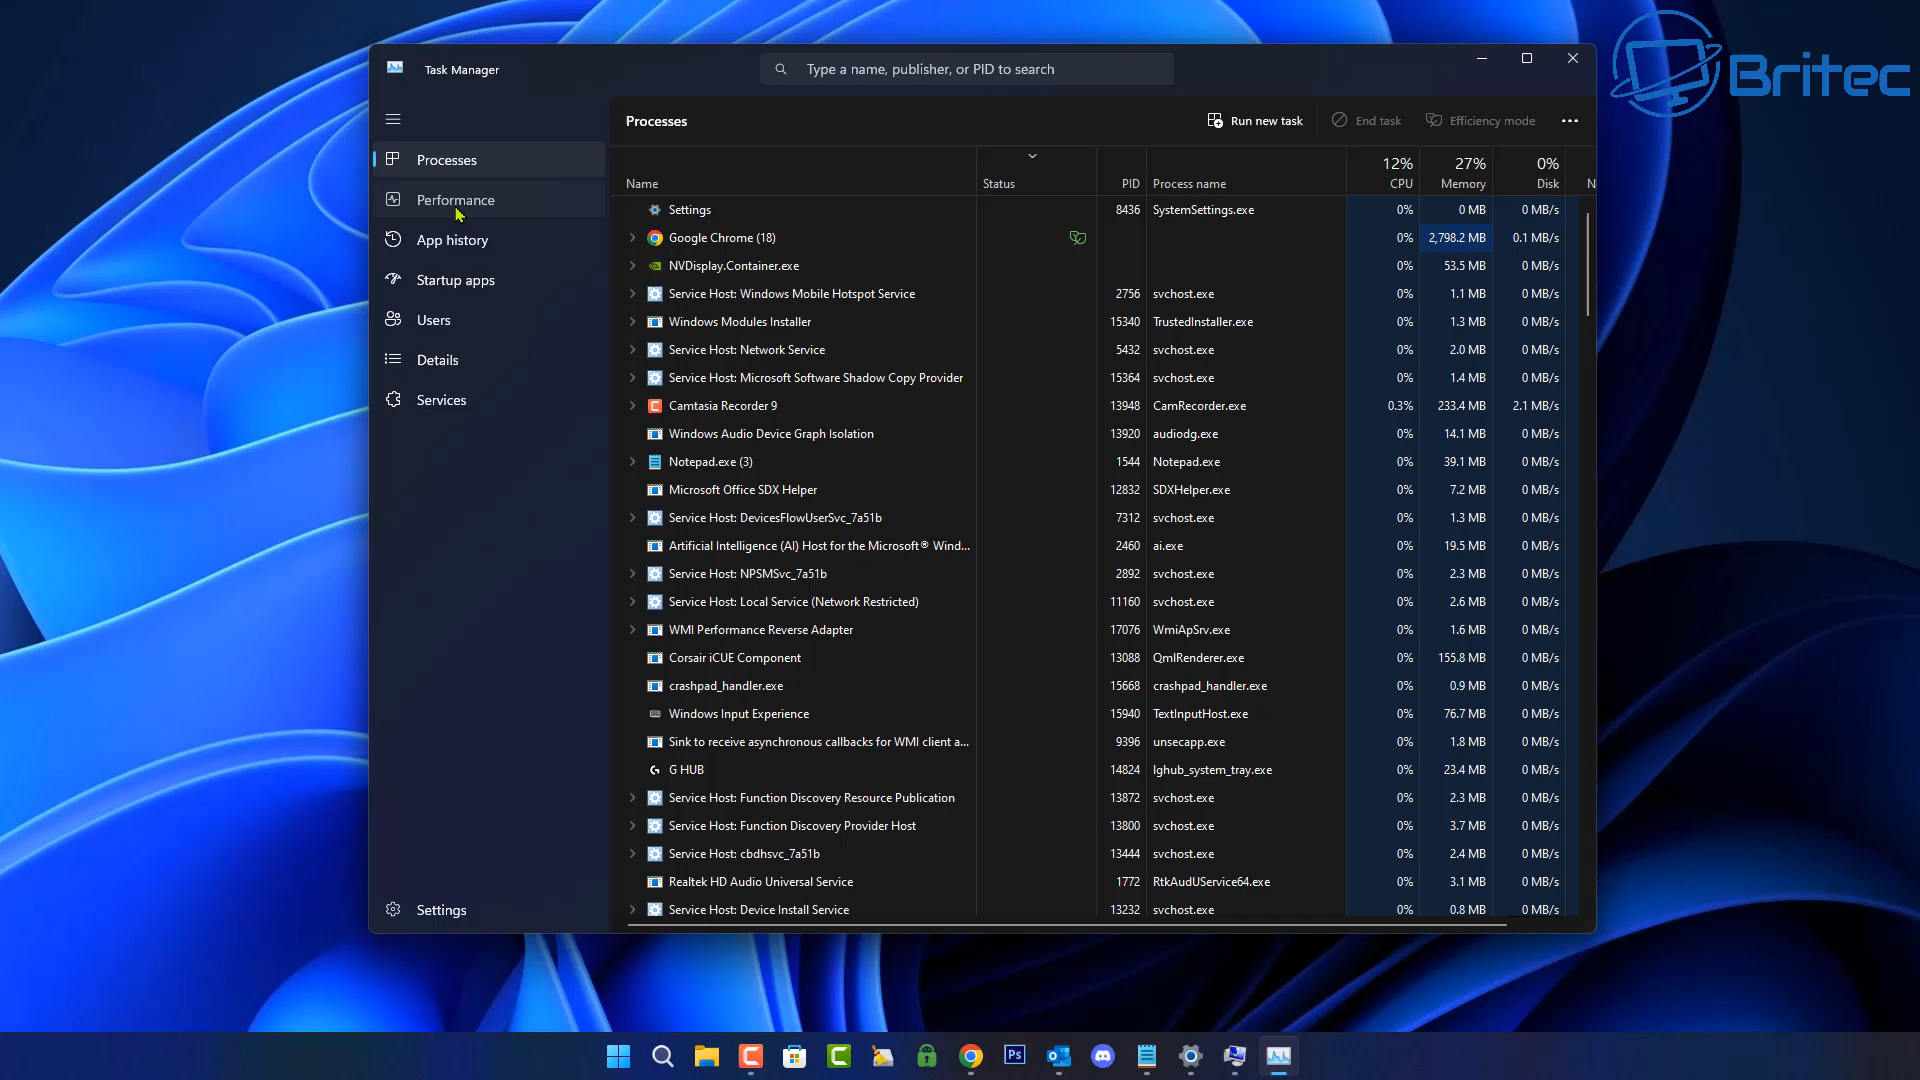 Britec
Task Manager
Type a name, publisher, or PID to search
Processes
Performance
App history
Startup apps
Users
Details
Services
Settings
Processes
Run new task
End task
Efficiency mode
12% 27% 0%
Name Status PID Process name CPU Memory Disk N
Settings 8436 SystemSettings.exe 0% 0 MB 0 MB/s
Google Chrome (18) 0% 2,798.2 MB 0.1 MB/s
NVDisplay.Container.exe 0% 53.5 MB 0 MB/s
Service Host: Windows Mobile Hotspot Service 2756 svchost.exe 0% 1.1 MB 0 MB/s
Windows Modules Installer 15340 TrustedInstaller.exe 0% 1.3 MB 0 MB/s
Service Host: Network Service 5432 svchost.exe 0% 2.0 MB 0 MB/s
Service Host: Microsoft Software Shadow Copy Provider 15364 svchost.exe 0% 1.4 MB 0 MB/s
Camtasia Recorder 9 13948 CamRecorder.exe 0.3% 233.4 MB 2.1 MB/s
Windows Audio Device Graph Isolation 13920 audiodg.exe 0% 14.1 MB 0 MB/s
Notepad.exe (3) 1544 Notepad.exe 0% 39.1 MB 0 MB/s
Microsoft Office SDX Helper 12832 SDXHelper.exe 0% 7.2 MB 0 MB/s
Service Host: DevicesFlowUserSvc_7a51b 7312 svchost.exe 0% 1.3 MB 0 MB/s
Artificial Intelligence (AI) Host for the Microsoft® Wind... 2460 ai.exe 0% 19.5 MB 0 MB/s
Service Host: NPSMSvc_7a51b 2892 svchost.exe 0% 2.3 MB 0 MB/s
Service Host: Local Service (Network Restricted) 11160 svchost.exe 0% 2.6 MB 0 MB/s
WMI Performance Reverse Adapter 17076 WmiApSrv.exe 0% 1.6 MB 0 MB/s
Corsair iCUE Component 13088 QmlRenderer.exe 0% 155.8 MB 0 MB/s
crashpad_handler.exe 15668 crashpad_handler.exe 0% 0.9 MB 0 MB/s
Windows Input Experience 15940 TextInputHost.exe 0% 76.7 MB 0 MB/s
Sink to receive asynchronous callbacks for WMI client a... 9396 unsecapp.exe 0% 1.8 MB 0 MB/s
G HUB 14824 lghub_system_tray.exe 0% 23.4 MB 0 MB/s
Service Host: Function Discovery Resource Publication 13872 svchost.exe 0% 2.3 MB 0 MB/s
Service Host: Function Discovery Provider Host 13800 svchost.exe 0% 3.7 MB 0 MB/s
Service Host: cbdhsvc_7a51b 13444 svchost.exe 0% 2.4 MB 0 MB/s
Realtek HD Audio Universal Service 1772 RtkAudUService64.exe 0% 3.1 MB 0 MB/s
Service Host: Device Install Service 13232 svchost.exe 0% 0.8 MB 0 MB/s
Ps